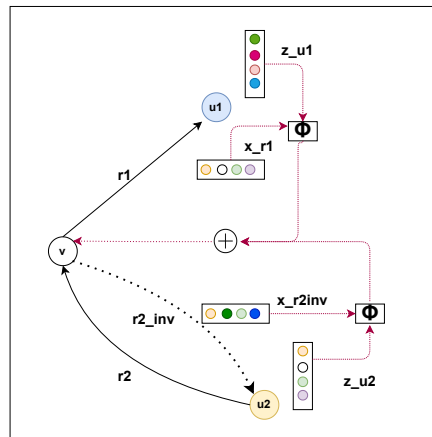 z_u1
u1
Φ
x_r1
r1
v
+
x_r2inv
r2_inv
Φ
r2
z_u2
u2